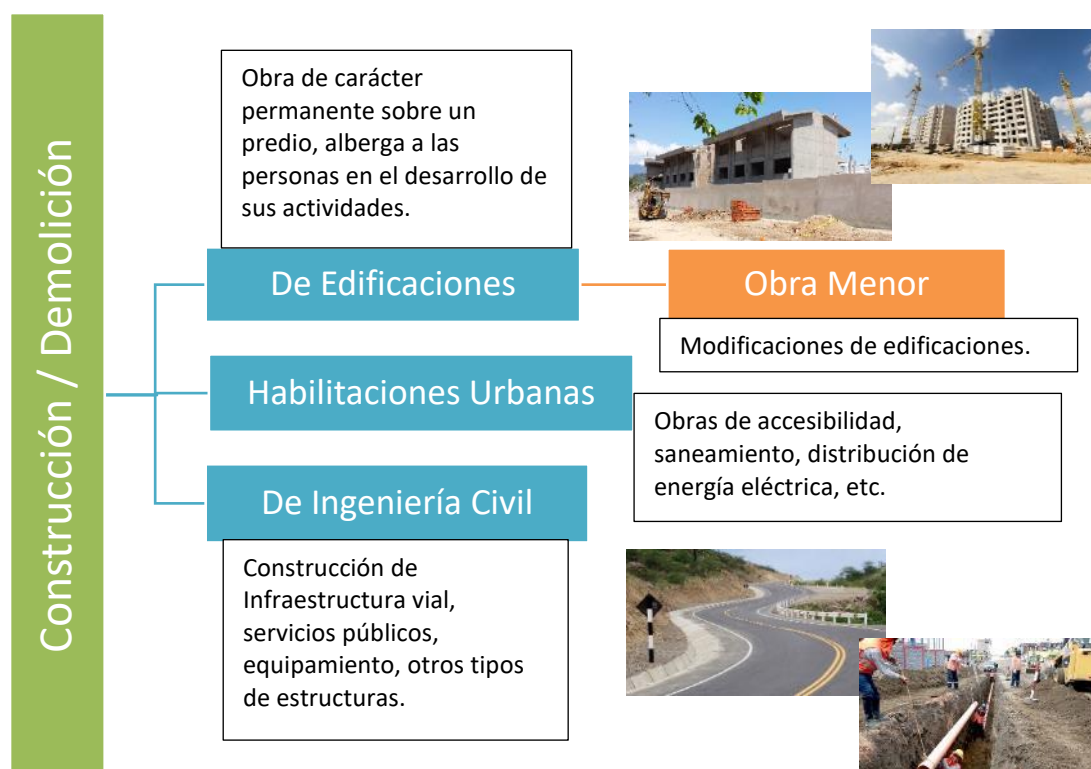 Construcción / Demolición
Obra de carácter
permanente sobre un
predio, alberga a las
personas en el desarrollo de
sus actividades.
De Edificaciones
Obra Menor
Modificaciones de edificaciones.
Habilitaciones Urbanas
Obras de accesibilidad,
saneamiento, distribución de
energía eléctrica, etc.
De Ingeniería Civil
Construcción de
Infraestructura vial,
servicios públicos,
equipamiento, otros tipos
de estructuras.